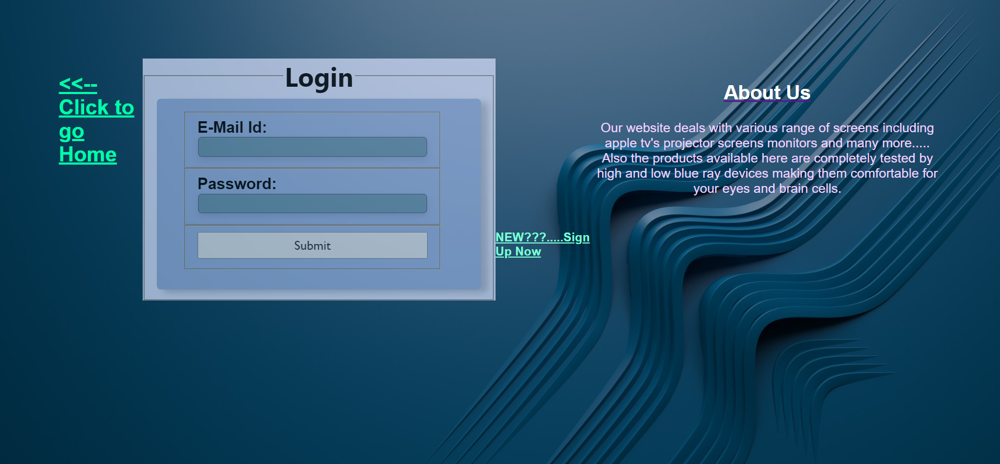 <<--
Click to
go
Home
Login
E-Mail Id:
Password:
Submit
NEW???.....Sign
Up Now
About Us
Our website deals with various range of screens including
apple tv's projector screens monitors and many more.....
Also the products available here are completely tested by
high and low blue ray devices making them comfortable for
your eyes and brain cells.